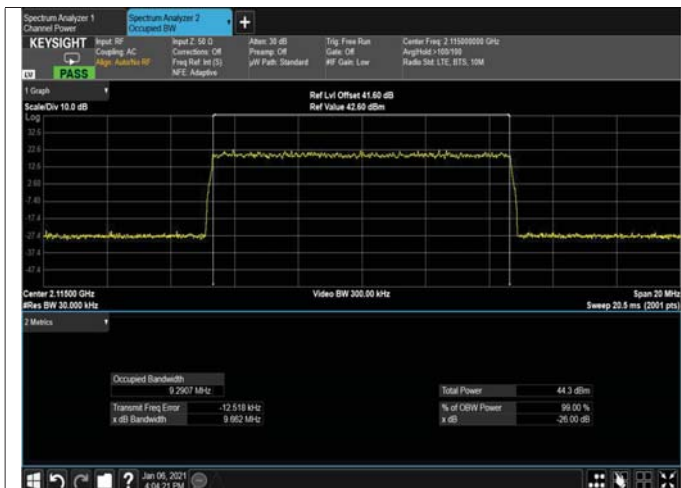 Spectrum Analyzer 1
Channel Power
Spectrum Analyzer 2
Occupied BW
+
KEYSIGHT
LXI
PASS
Input: RF
Coupling: AC
Align: Auto/No RF
Input Z: 50 Ω
Corrections: Off
Freq Ref: Int (S)
NFE: Adaptive
Atten: 30 dB
Preamp: Off
µW Path: Standard
Trig: Free Run
Gate: Off
#IF Gain: Low
Center Freq: 2.115000000 GHz
Avg|Hold:>100/100
Radio Std: LTE, BTS, 10M
1 Graph
Scale/Div 10.0 dB
Ref Lvl Offset 41.60 dB
Ref Value 42.60 dBm
Log
32.6
22.6
12.6
2.60
-7.40
-17.4
-27.4
-37.4
-47.4
Center 2.11500 GHz
#Res BW 30.000 kHz
Video BW 300.00 kHz
Span 20 MHz
Sweep 20.5 ms (2001 pts)
2 Metrics
Occupied Bandwidth
9.2907 MHz
Transmit Freq Error -12.518 kHz
x dB Bandwidth 9.662 MHz
Total Power 44.3 dBm
% of OBW Power 99.00 %
x dB -26.00 dB
?
Jan 06, 2021
4:04:21 PM